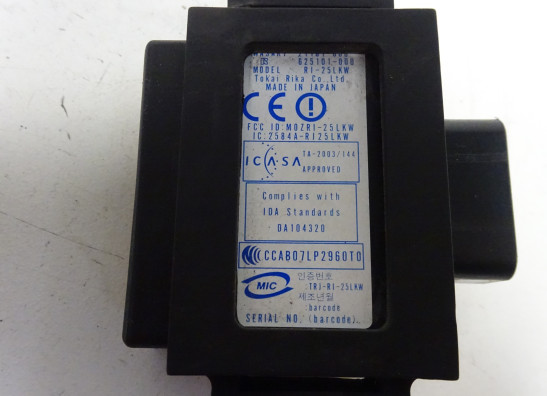 625101-060
MODEL RI-25LKW
Tokai Rika Co.,Ltd.
MADE IN JAPAN
CE
FCC ID:MOZRI-25LKW
IC:2584A-RI25LKW
ICASA TA-2003/144
APPROVED
Complies with
IDA Standards
DA104320
CCAB07LP2960T0
MIC 인증번호
:TRJ-RI-25LKW
제조년월
:barcode
SERIAL NO. (barcode)